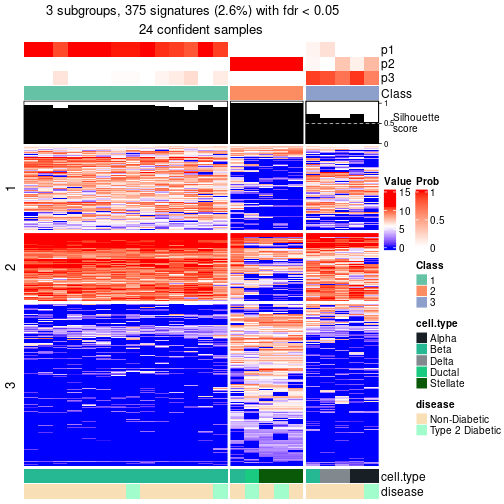 3 subgroups, 375 signatures (2.6%) with fdr < 0.05
24 confident samples
p1
p2
p3
Class
1
0.5
0
Silhouette
score
1
2
3
Value
15
10
5
0
Prob
1
0.5
0
Class
1
2
3
cell.type
Alpha
Beta
Delta
Ductal
Stellate
disease
Non-Diabetic
Type 2 Diabetic
cell.type
disease